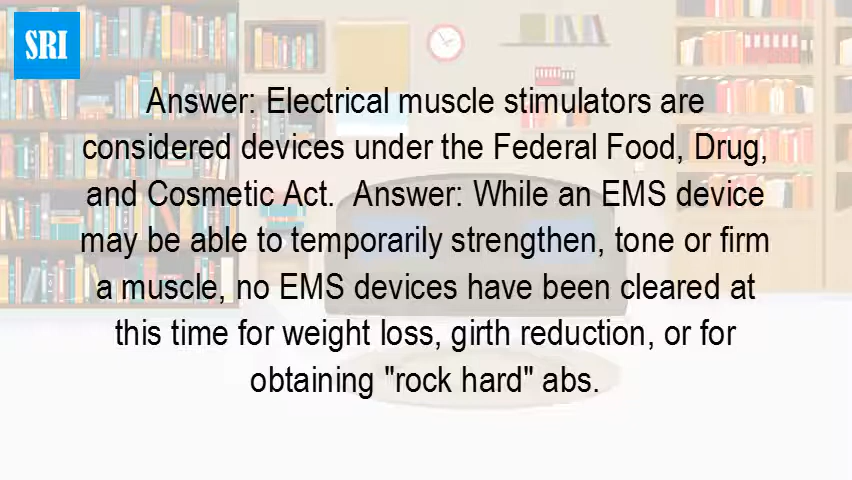 SRI
Answer: Electrical muscle stimulators are
considered devices under the Federal Food, Drug,
and Cosmetic Act.  Answer: While an EMS device
may be able to temporarily strengthen, tone or firm
a muscle, no EMS devices have been cleared at
this time for weight loss, girth reduction, or for
obtaining "rock hard" abs.